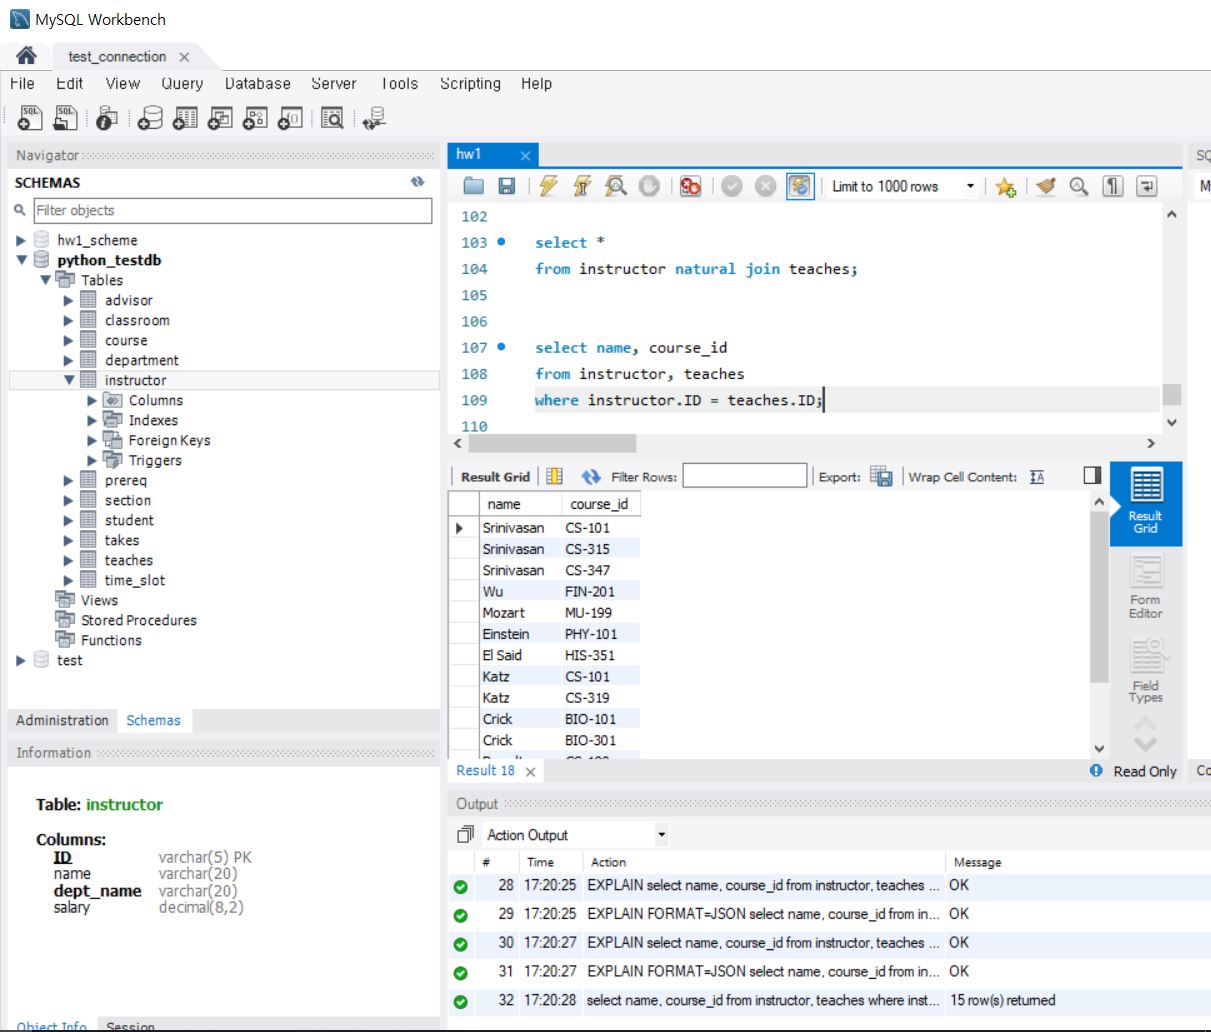 MySQL Workbench
test_connection
File Edit View Query Database Server Tools Scripting Help
Navigator
SCHEMAS
Filter objects
hw1_scheme
python_testdb
Tables
advisor
classroom
course
department
instructor
Columns
Indexes
Foreign Keys
Triggers
prereq
section
student
takes
teaches
time_slot
Views
Stored Procedures
Functions
test
Administration Schemas
Information
Table: instructor
Columns:
ID varchar(5) PK
name varchar(20)
dept_name varchar(20)
salary decimal(8,2)
Object Info Session
hw1
Limit to 1000 rows
102
103 select *
104 from instructor natural join teaches;
105
106
107 select name, course_id
108 from instructor, teaches
109 where instructor.ID = teaches.ID;
110
Result Grid Filter Rows: Export: Wrap Cell Content:
name course_id
Srinivasan CS-101
Srinivasan CS-315
Srinivasan CS-347
Wu FIN-201
Mozart MU-199
Einstein PHY-101
El Said HIS-351
Katz CS-101
Katz CS-319
Crick BIO-101
Crick BIO-301
Result Grid
Form Editor
Field Types
Result 18
Read Only
Output
Action Output
# Time Action Message
28 17:20:25 EXPLAIN select name, course_id from instructor, teaches ... OK
29 17:20:25 EXPLAIN FORMAT=JSON select name, course_id from in... OK
30 17:20:27 EXPLAIN select name, course_id from instructor, teaches ... OK
31 17:20:27 EXPLAIN FORMAT=JSON select name, course_id from in... OK
32 17:20:28 select name, course_id from instructor, teaches where inst... 15 row(s) returned